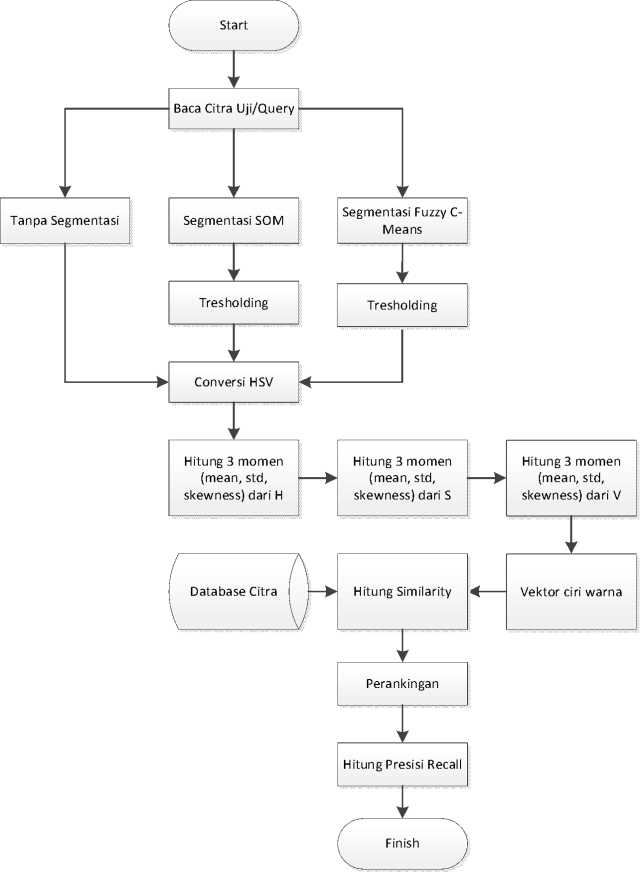 Start
Baca Citra Uji/Query
Tanpa Segmentasi
Segmentasi SOM
Segmentasi Fuzzy C-
Means
Tresholding
Tresholding
Conversi HSV
Hitung 3 momen
(mean, std,
skewness) dari H
Hitung 3 momen
(mean, std,
skewness) dari S
Hitung 3 momen
(mean, std,
skewness) dari V
Database Citra
Hitung Similarity
Vektor ciri warna
Perankingan
Hitung Presisi Recall
Finish